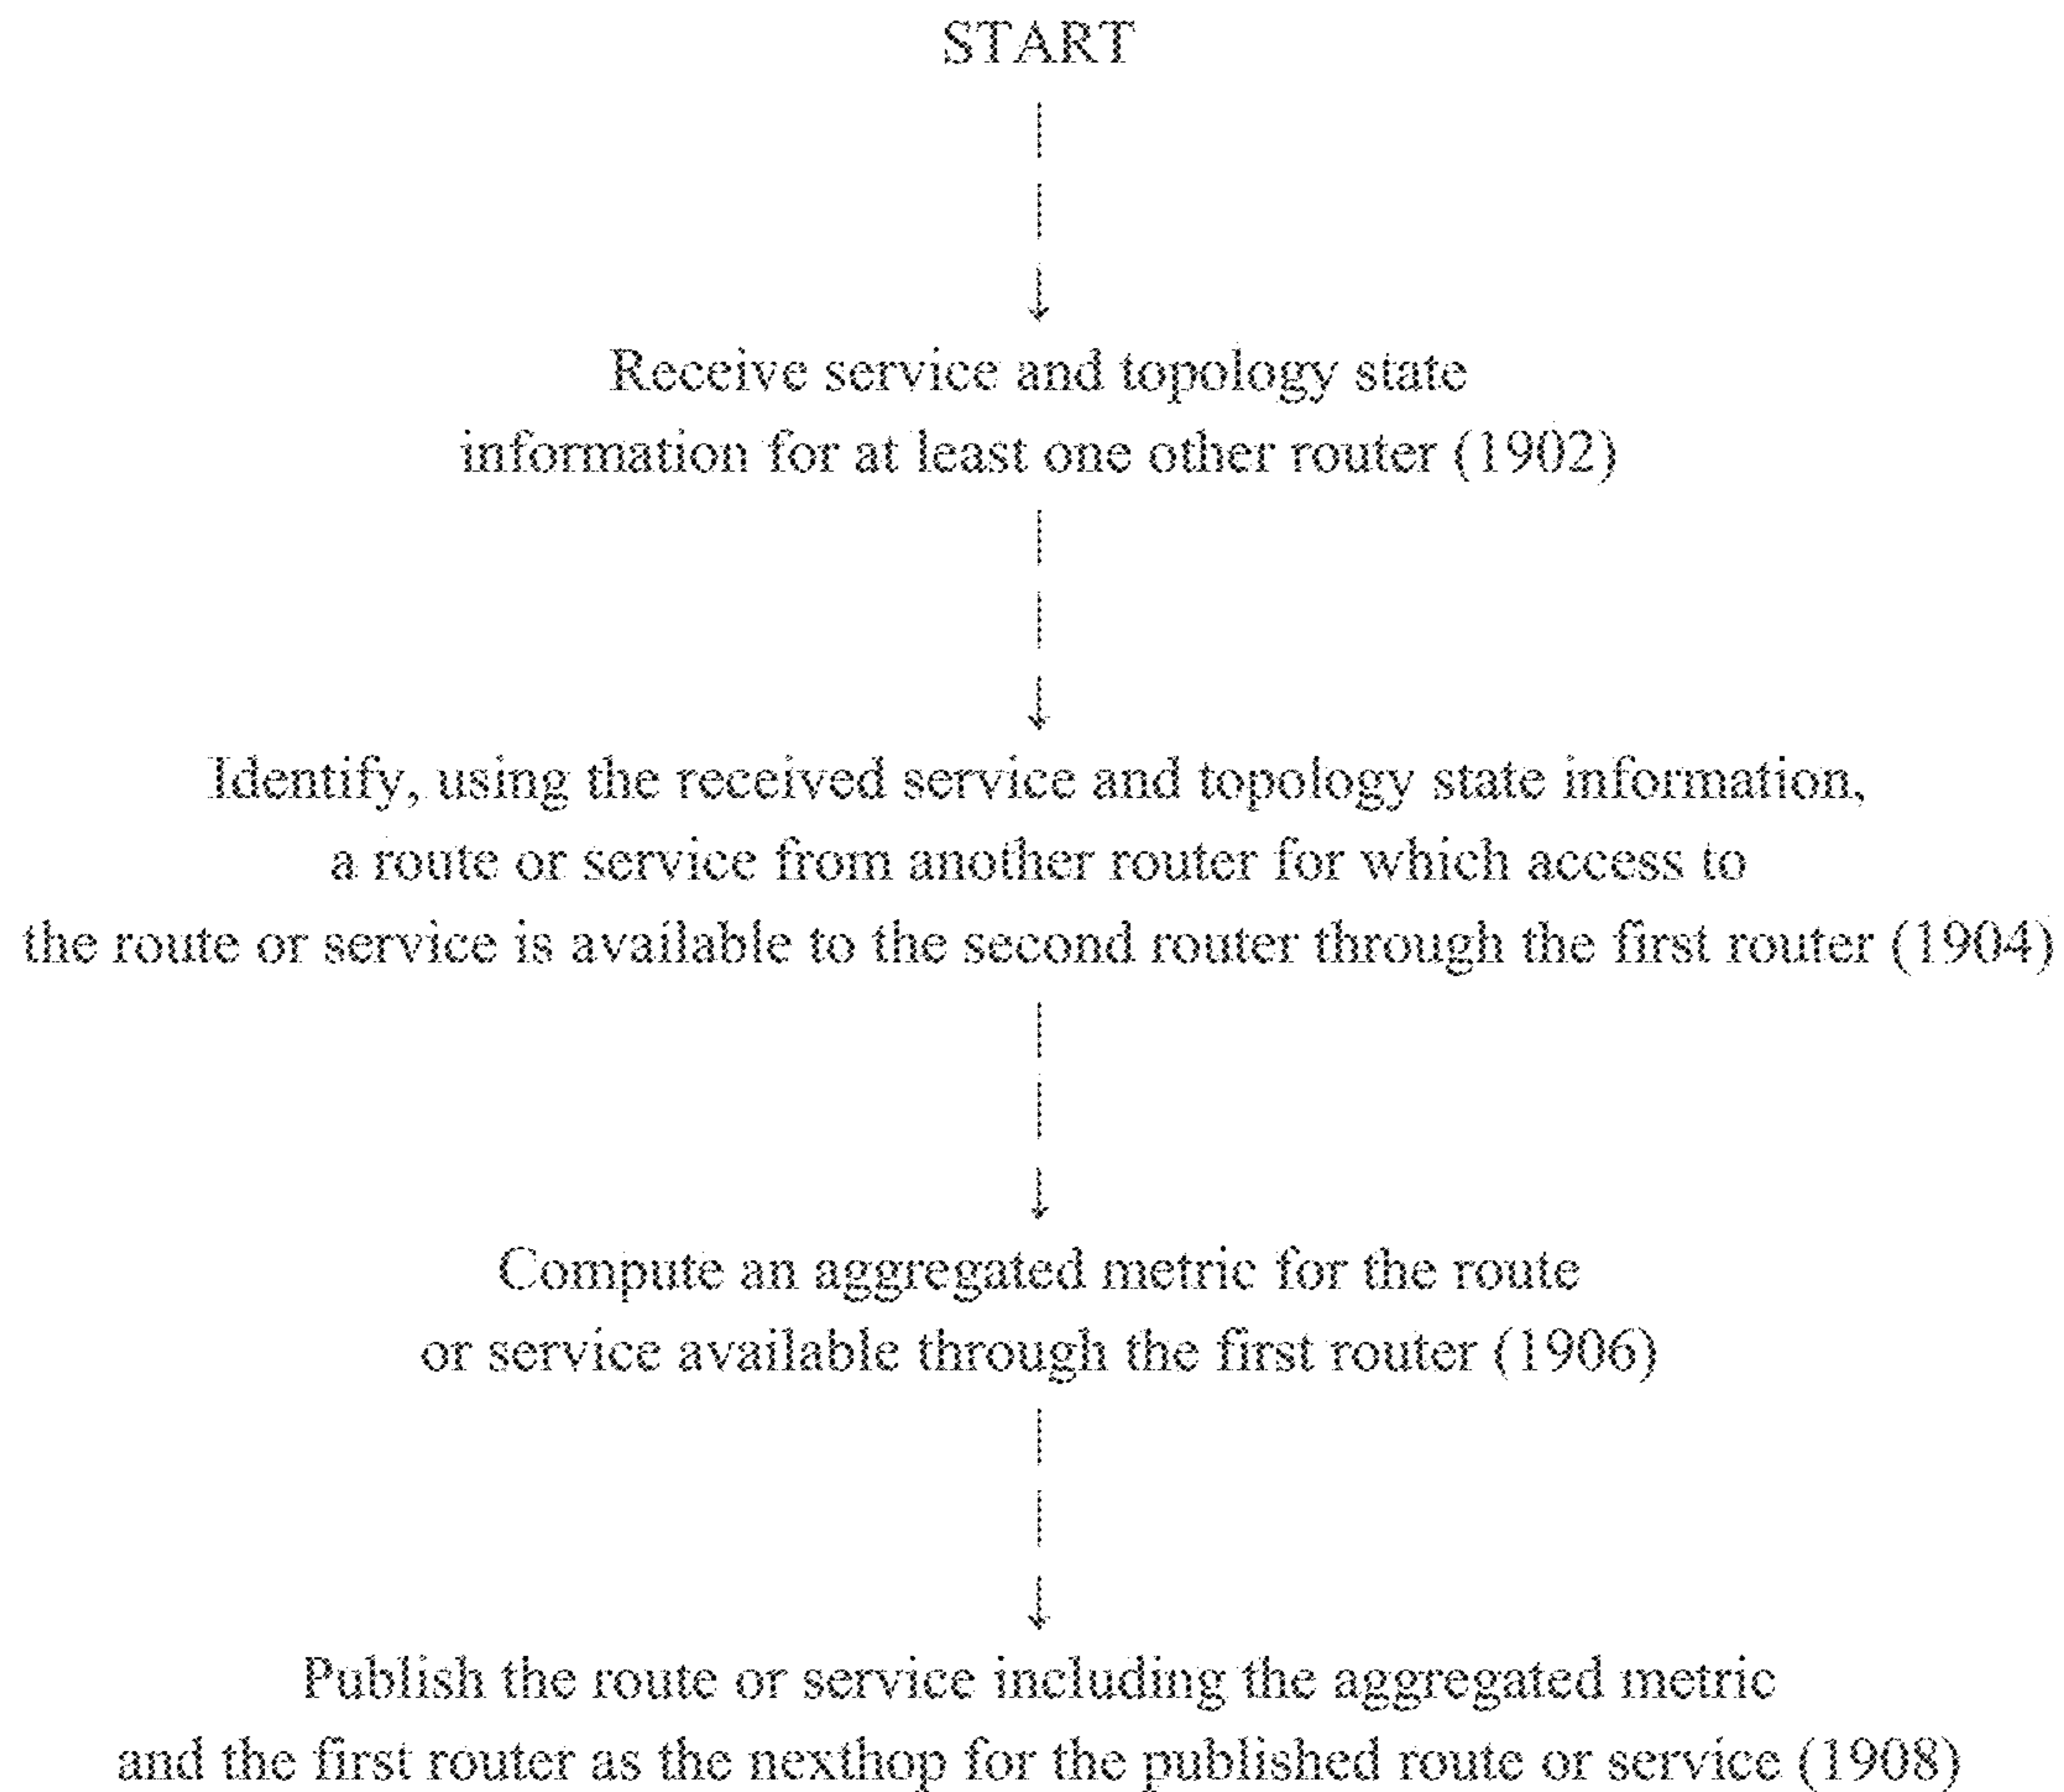 START
Receive service and topology state
information for at least one other router (1902)
Identify, using the received service and topology state information,
a route or service from another router for which access to
the route or service is available to the second router through the first router (1904)
Compute an aggregated metric for the route
or service available through the first router (1906)
Publish the route or service including the aggregated metric
and the first router as the nexthop for the published route or service (1908)